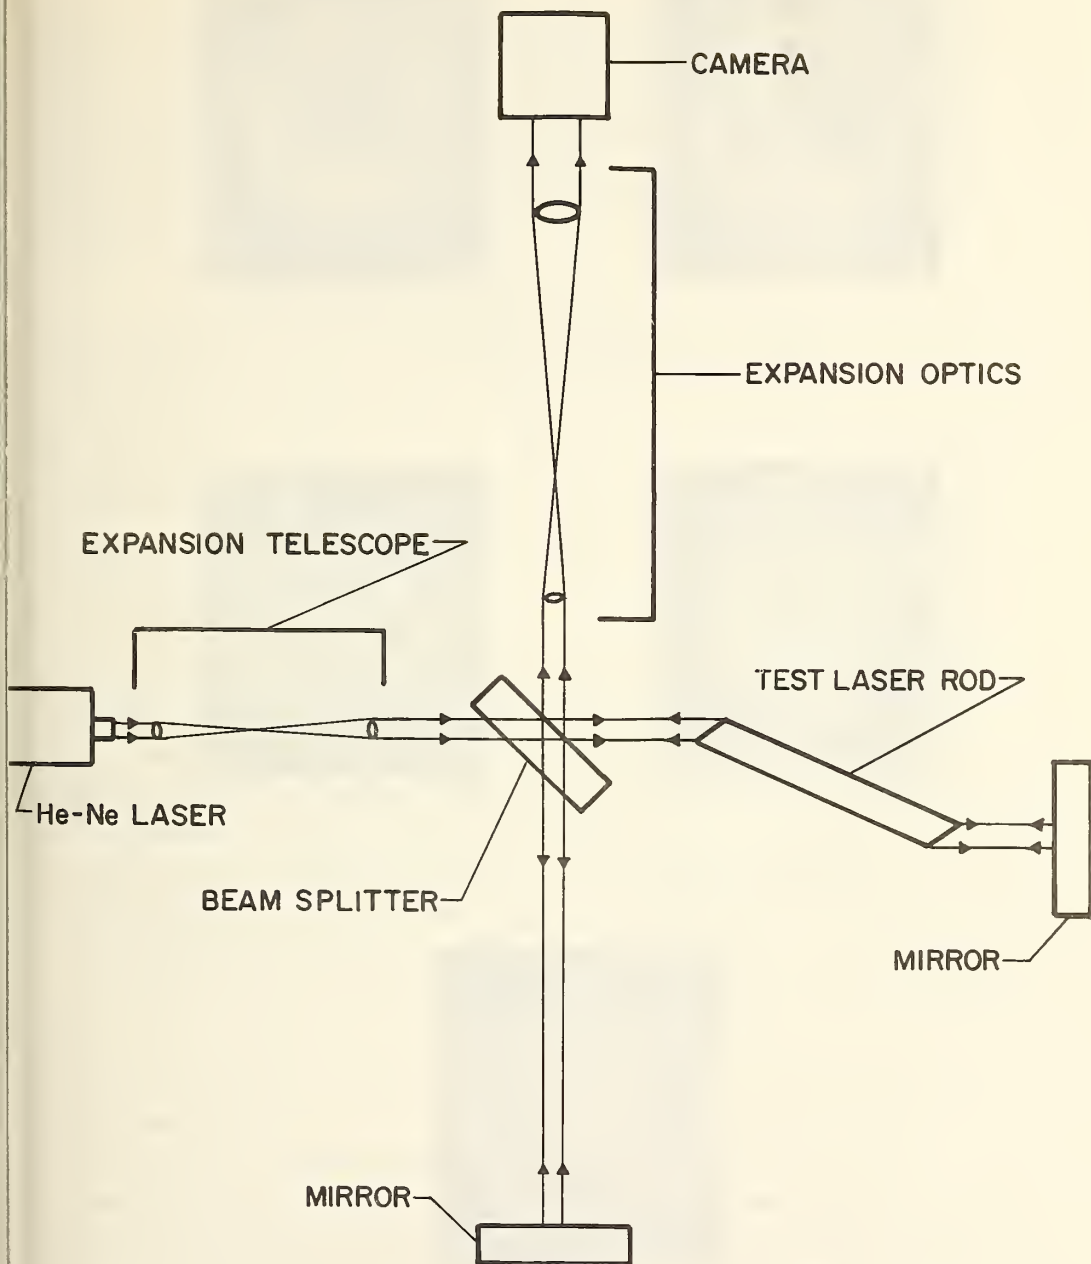 CAMERA
EXPANSION OPTICS
EXPANSION TELESCOPE
TEST LASER ROD
He-Ne LASER
BEAM SPLITTER
MIRROR
MIRROR